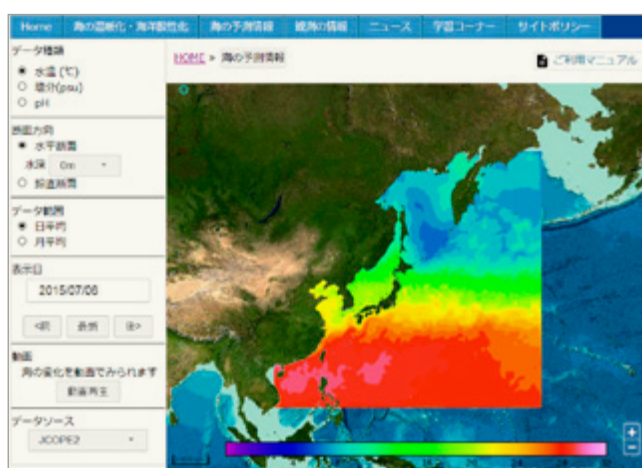 Home 海の温暖化・海洋酸性化 海の予測情報 観測の情報 ニュース 学習コーナー サイトポリシー
HOME » 海の予測情報
ご利用マニュアル
データ種類
水温 (℃)
塩分(psu)
pH
断面方向
水平断面
水深 0m
鉛直断面
データ範囲
日平均
月平均
表示日
2015/07/08
<前 最新 次>
動画
海の変化を動画でみられます
動画再生
データソース
JCOPE2